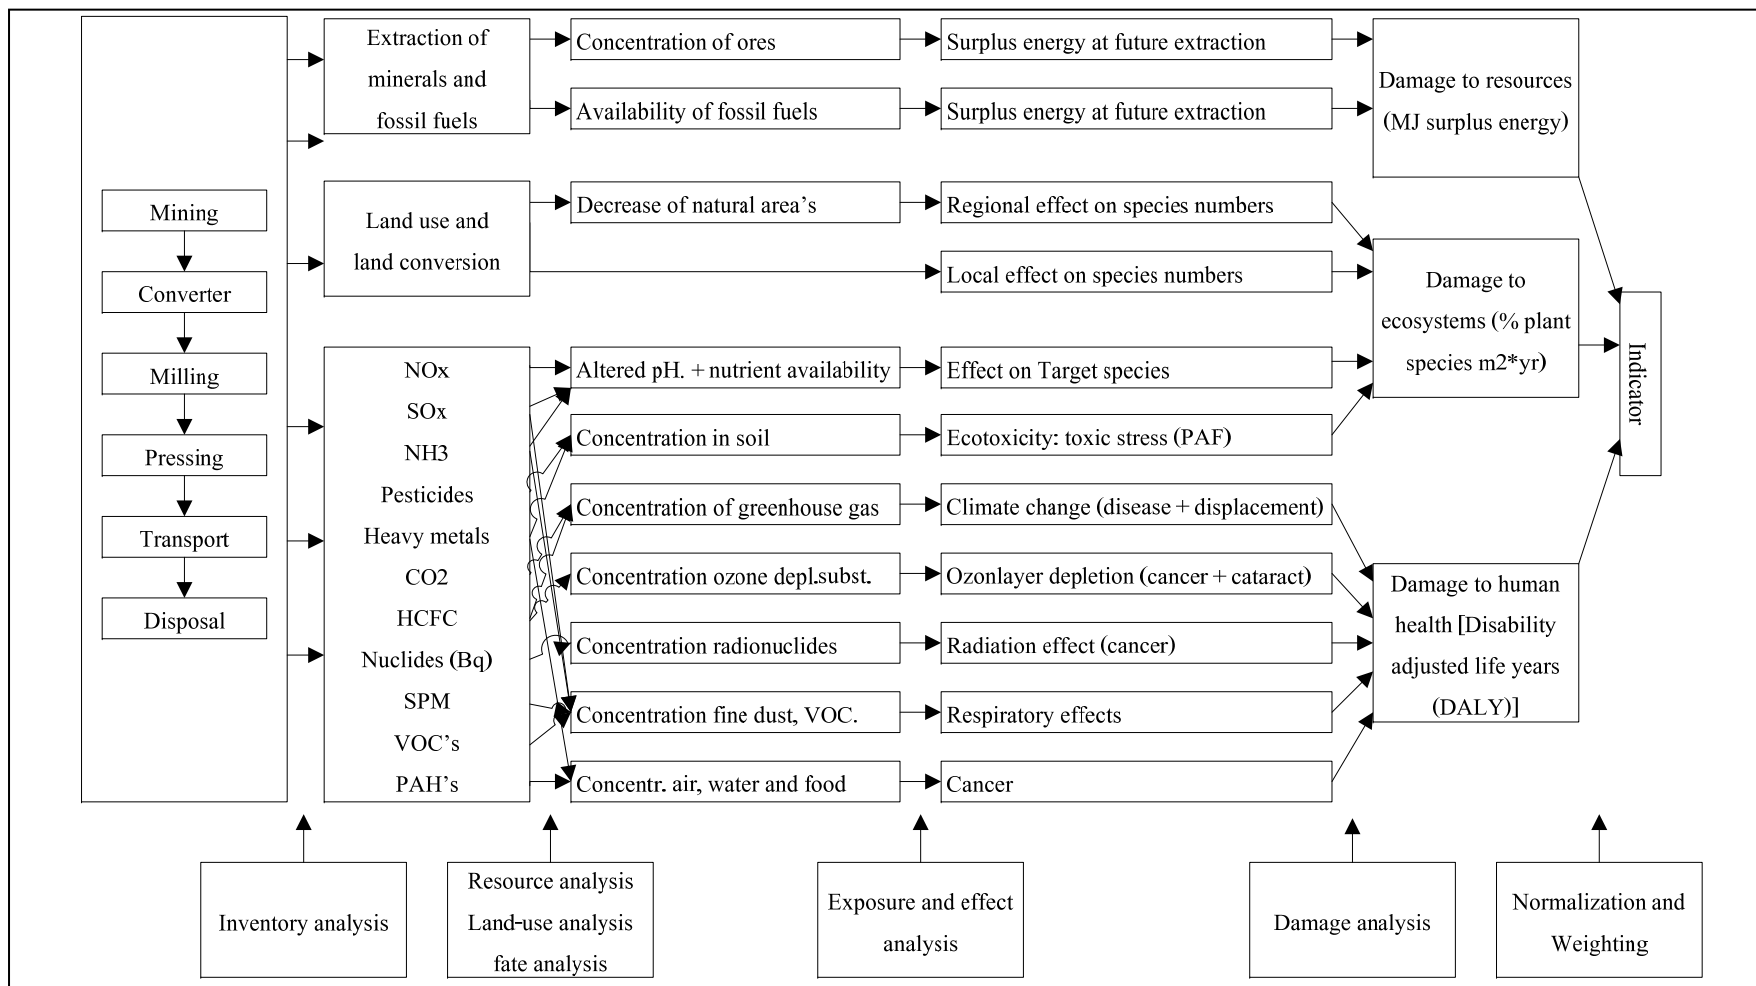 Mining
Converter
Milling
Pressing
Transport
Disposal
Extraction of
minerals and
fossil fuels
Land use and
land conversion
NOx
SOx
NH3
Pesticides
Heavy metals
CO2
HCFC
Nuclides (Bq)
SPM
VOC’s
PAH’s
Concentration of ores
Availability of fossil fuels
Decrease of natural area’s
Altered pH. + nutrient availability
Concentration in soil
Concentration of greenhouse gas
Concentration ozone depl.subst.
Concentration radionuclides
Concentration fine dust, VOC.
Concentr. air, water and food
Surplus energy at future extraction
Surplus energy at future extraction
Regional effect on species numbers
Local effect on species numbers
Effect on Target species
Ecotoxicity: toxic stress (PAF)
Climate change (disease + displacement)
Ozonlayer depletion (cancer + cataract)
Radiation effect (cancer)
Respiratory effects
Cancer
Damage to resources
(MJ surplus energy)
Damage to
ecosystems (% plant
species m2*yr)
Damage to human
health [Disability
adjusted life years
(DALY)]
Indicator
Inventory analysis
Resource analysis
Land-use analysis
fate analysis
Exposure and effect
analysis
Damage analysis
Normalization and
Weighting